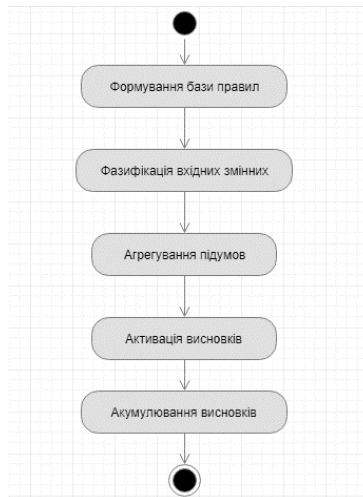 Формування бази правил
Фазифікація вхідних змінних
Агрегування підумов
Активація висновків
Акумулювання висновків